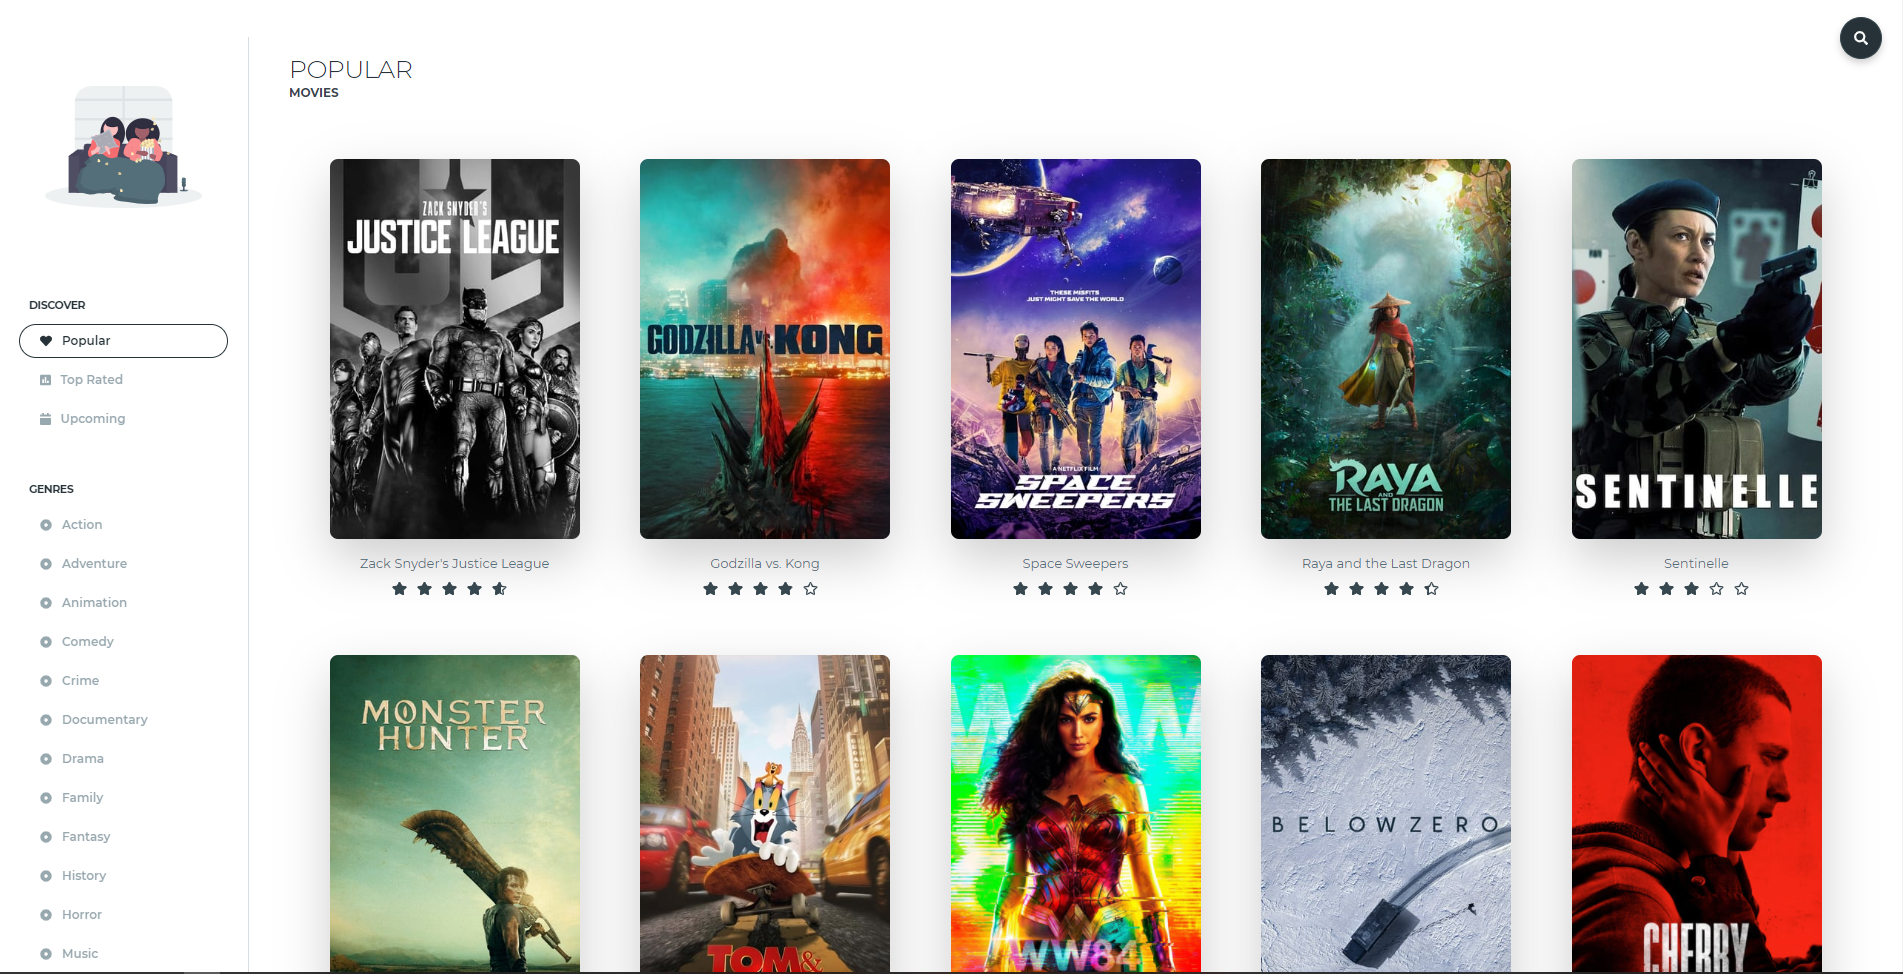 POPULAR
MOVIES
DISCOVER
Popular
Top Rated
Upcoming
GENRES
Action
Adventure
Animation
Comedy
Crime
Documentary
Drama
Family
Fantasy
History
Horror
Music
ZACK SNYDER'S
JUSTICE LEAGUE
GODZILLA v. KONG
THESE MISFITS
JUST MIGHT SAVE THE WORLD
A NETFLIX FILM
SPACE
SWEEPERS
RAYA
AND
THE LAST DRAGON
SENTINELLE
Zack Snyder's Justice League
Godzilla vs. Kong
Space Sweepers
Raya and the Last Dragon
Sentinelle
MONSTER
HUNTER
TOM &
WW84
BELOW ZERO
CHERRY